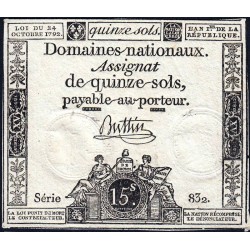 LOI DU 24 OCTOBRE 1792.
quinze sols.
L'AN 1er DE LA RÉPUBLIQUE.
Domaines nationaux.
Assignat
de quinze-sols,
payable au porteur.
Buttin
Série
832.
15s
LA LOI PUNIT DE MORT LE CONTREFACTEUR.
LA NATION RÉCOMPENSE LE DÉNONCIATEUR.